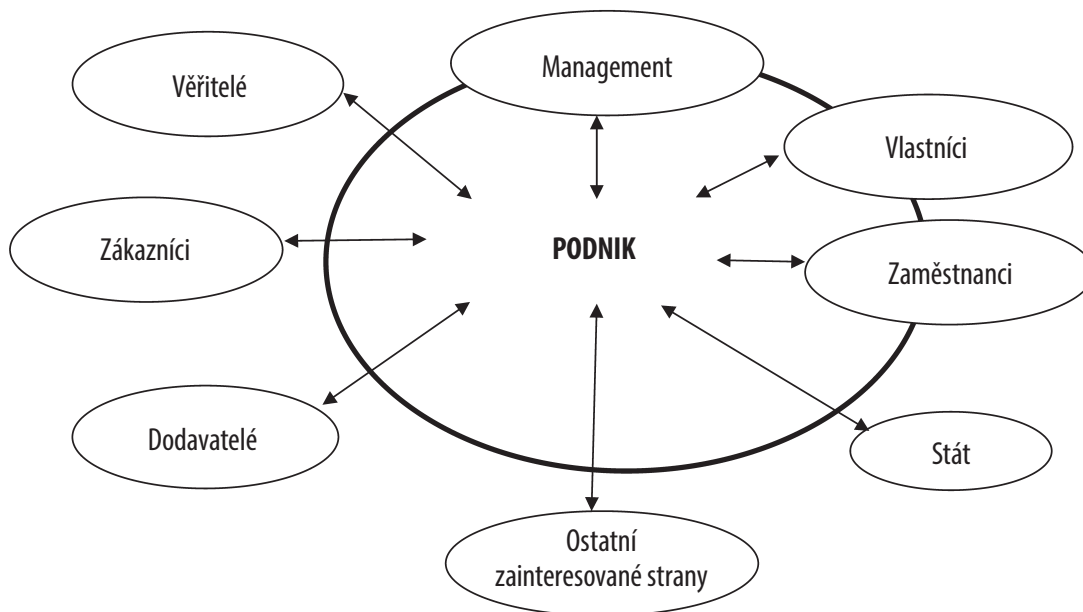 Management
Věřitelé
Vlastníci
Zákazníci
PODNIK
Zaměstnanci
Dodavatelé
Stát
Ostatní
zainteresované strany